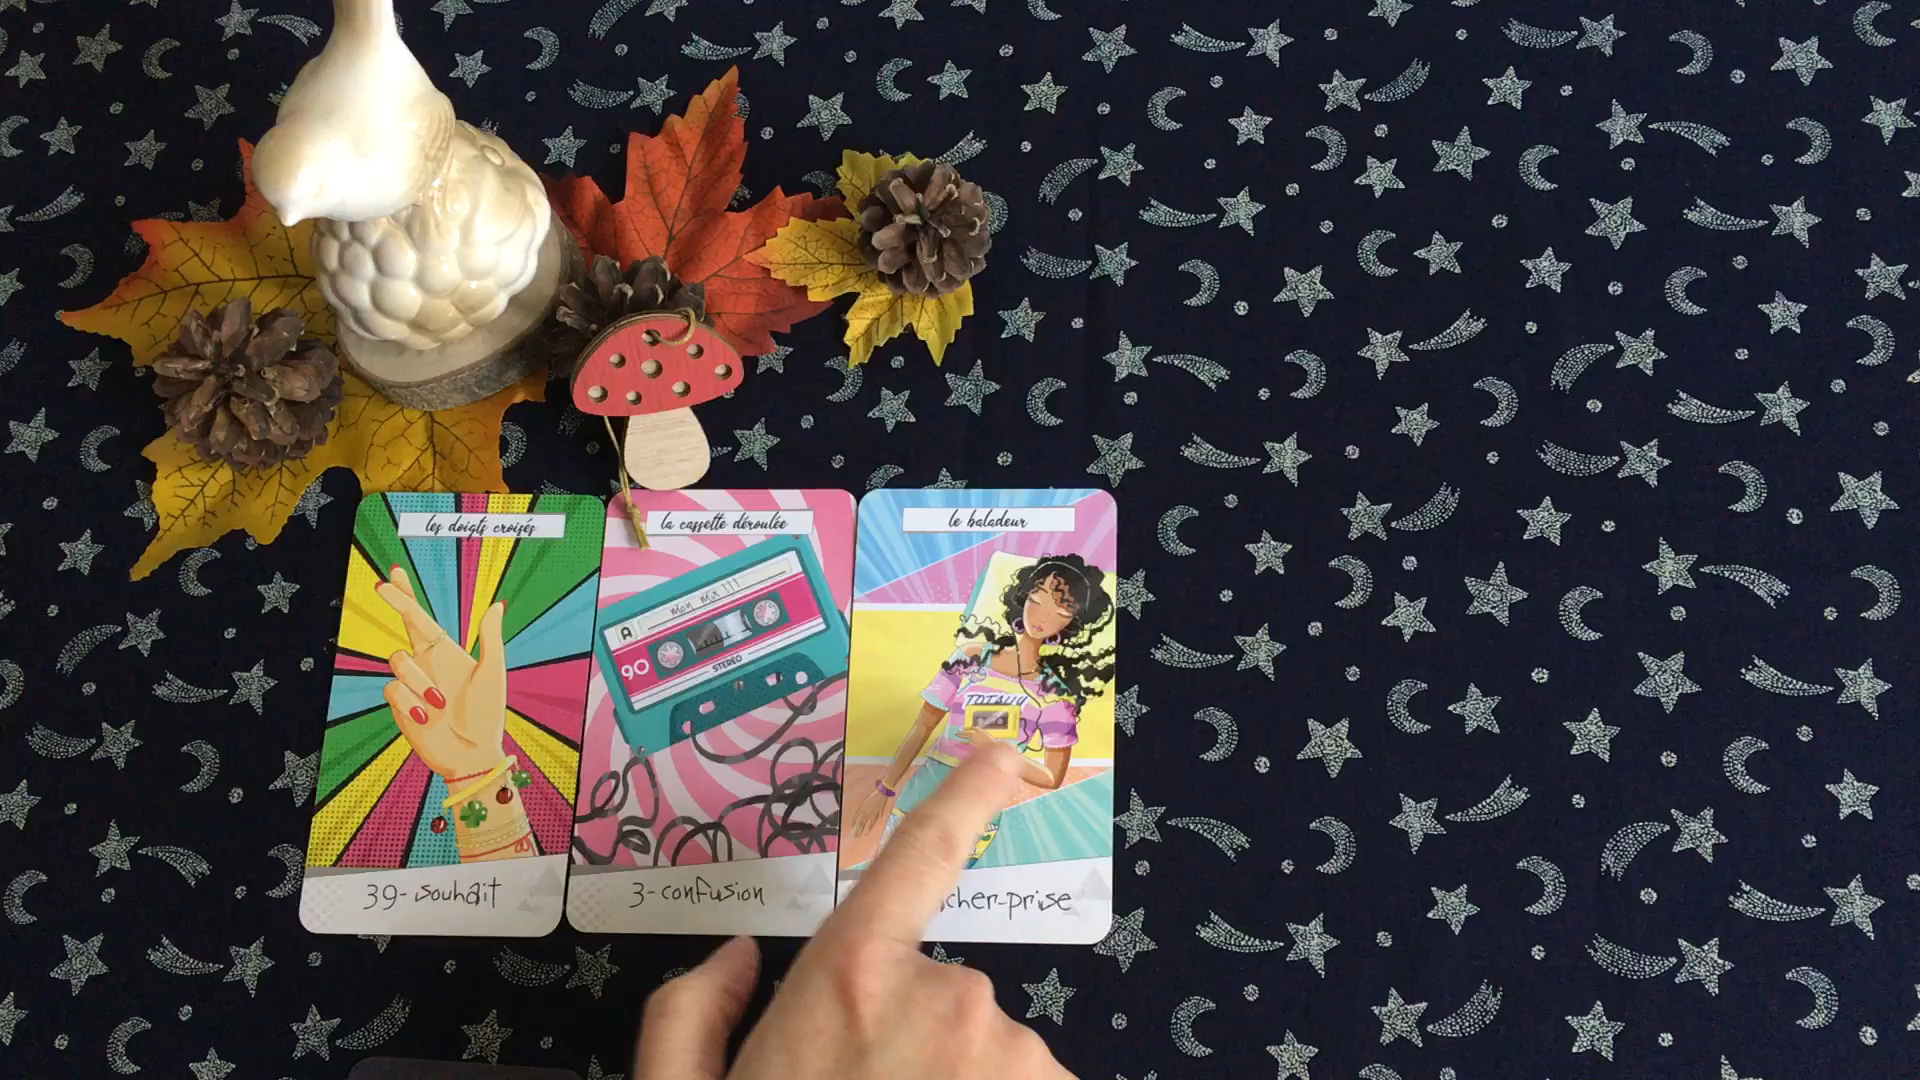 les doigts croisés
39-souhait
la cassette déroulée
mon mix !!!
A
90
STEREO
3-confusion
le baladeur
TOTALLY
cher-prise